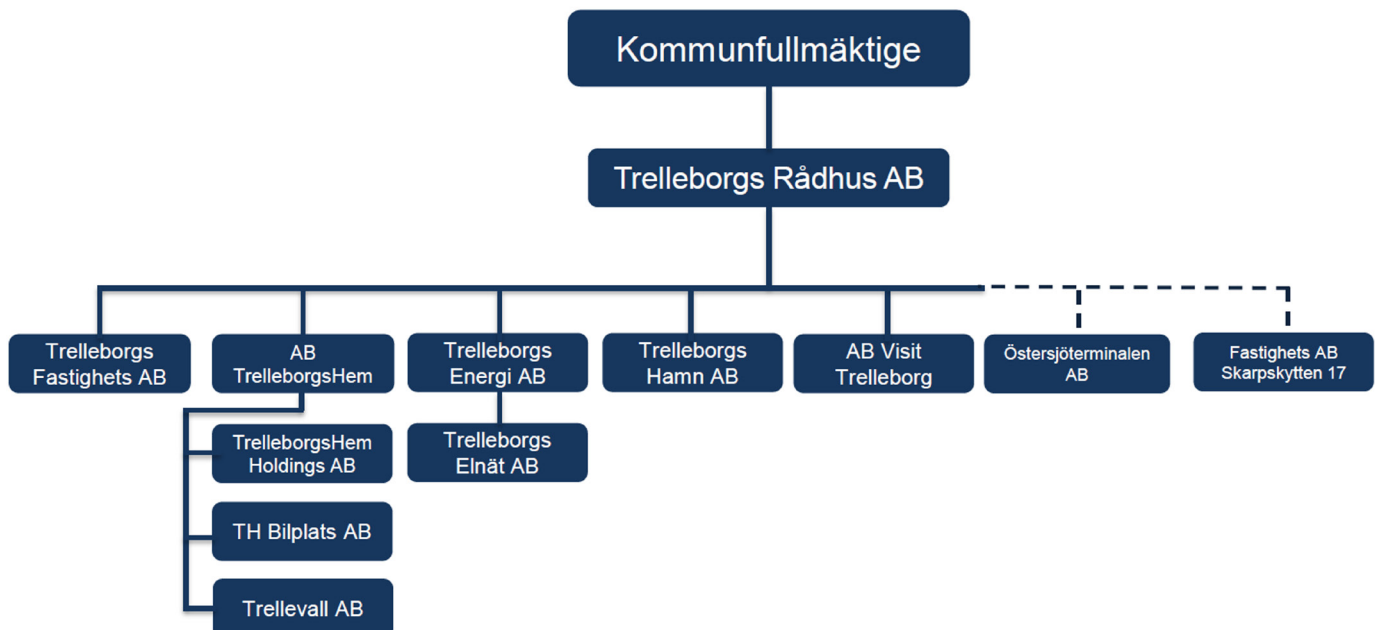 Kommunfullmäktige
Trelleborgs Rådhus AB
Trelleborgs
Fastighets AB
AB
TrelleborgsHem
Trelleborgs
Energi AB
Trelleborgs
Hamn AB
AB Visit
Trelleborg
Östersjöterminalen
AB
Fastighets AB
Skarpskytten 17
TrelleborgsHem
Holdings AB
Trelleborgs
Elnät AB
TH Bilplats AB
Trellevall AB